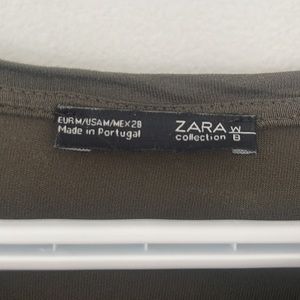 EUR M/USA M/MEX 28
Made in Portugal
ZARA W
collection B